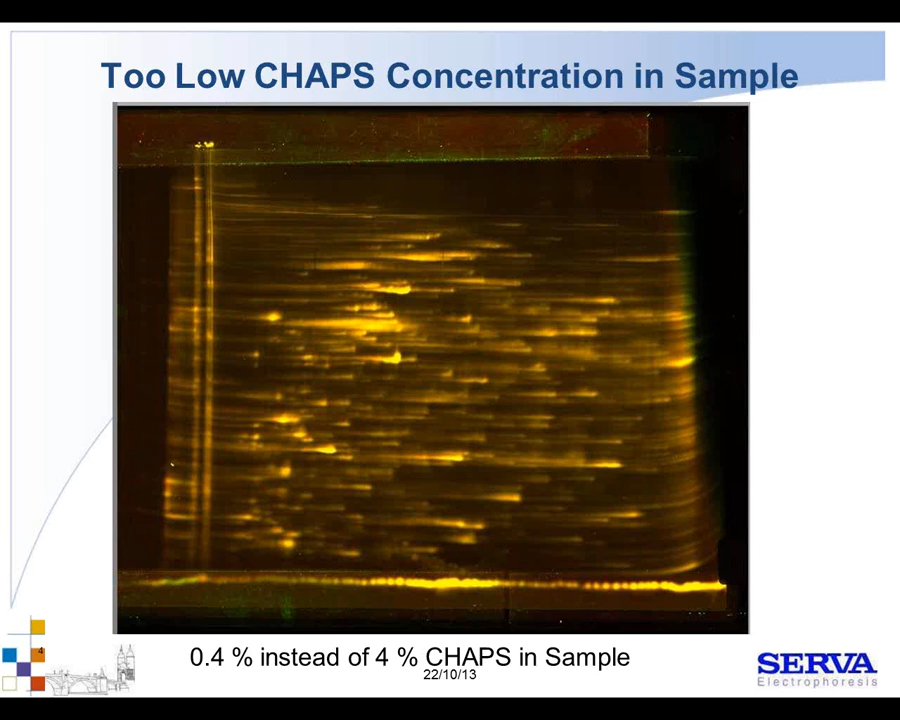 Too Low CHAPS Concentration in Sample
4
0.4 % instead of 4 % CHAPS in Sample
22/10/13
SERVA
Electrophoresis